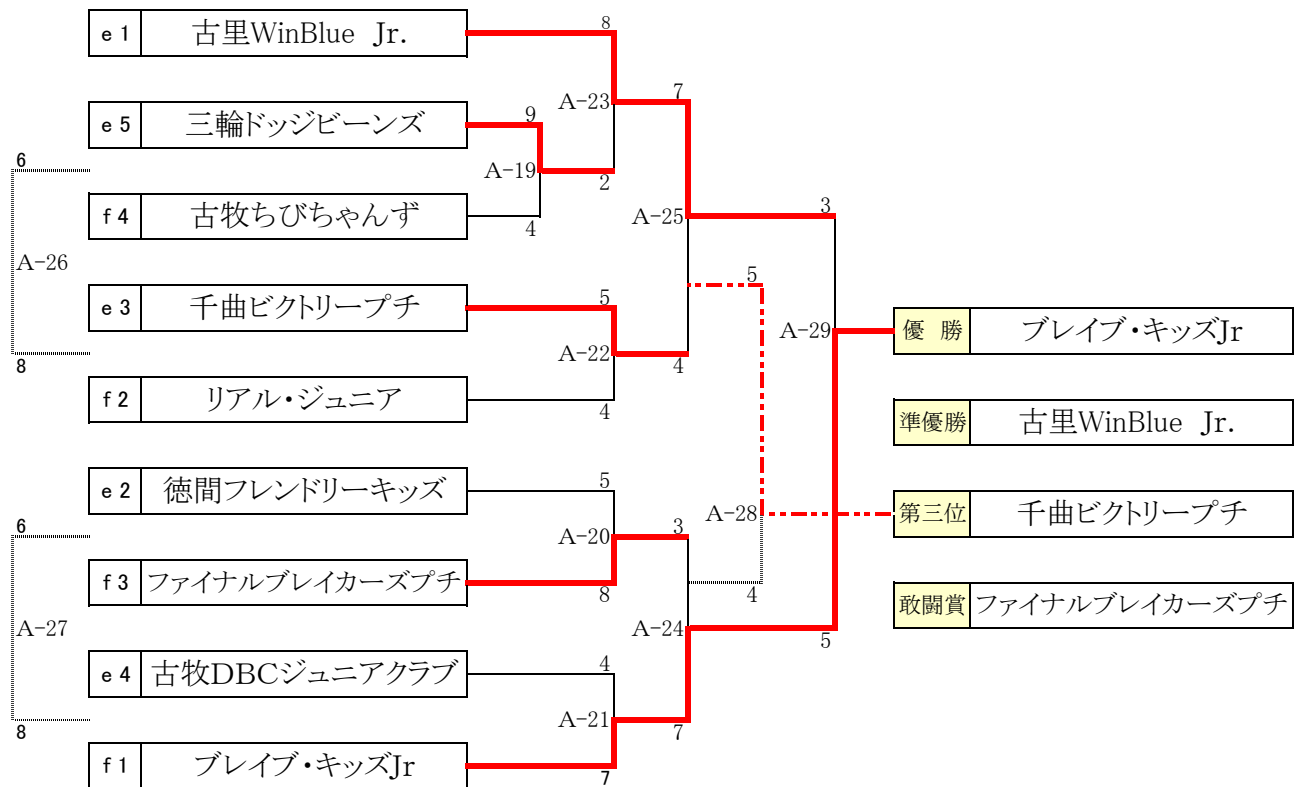 e 1 古里WinBlue Jr.
8
A-23
7
e 5 三輪ドッジビーンズ
9
A-19
2
6
f 4 古牧ちびちゃんず
4
A-25
3
A-26
e 3 千曲ビクトリープチ
5
5
A-22
4
8
A-29
優 勝 ブレイブ・キッズJr
f 2 リアル・ジュニア
4
準優勝 古里WinBlue Jr.
e 2 徳間フレンドリーキッズ
5
A-28
第三位 千曲ビクトリープチ
6
A-20
3
f 3 ファイナルブレイカーズプチ
8
4
敢闘賞 ファイナルブレイカーズプチ
A-27
A-24
5
e 4 古牧DBCジュニアクラブ
4
A-21
7
8
f 1 ブレイブ・キッズJr
7